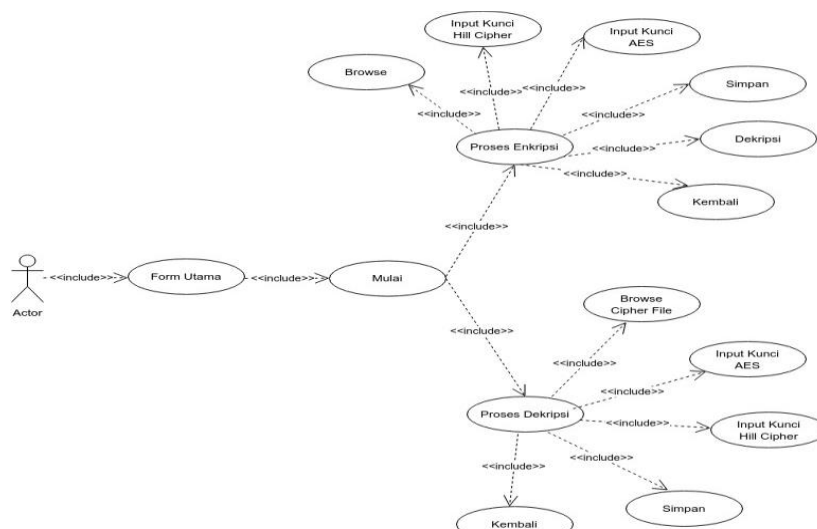 Input Kunci
Hill Cipher
Input Kunci
AES
Browse
Simpan
<<include>>
<<include>>
<<include>>
<<include>>
Proses Enkripsi
Dekripsi
<<include>>
<<include>>
Kembali
<<include>>
Actor
<<include>>
Form Utama
<<include>>
Mulai
<<include>>
Browse
Cipher File
<<include>>
Input Kunci
AES
<<include>>
Proses Dekripsi
<<include>>
Input Kunci
Hill Cipher
<<include>>
<<include>>
Simpan
Kembali